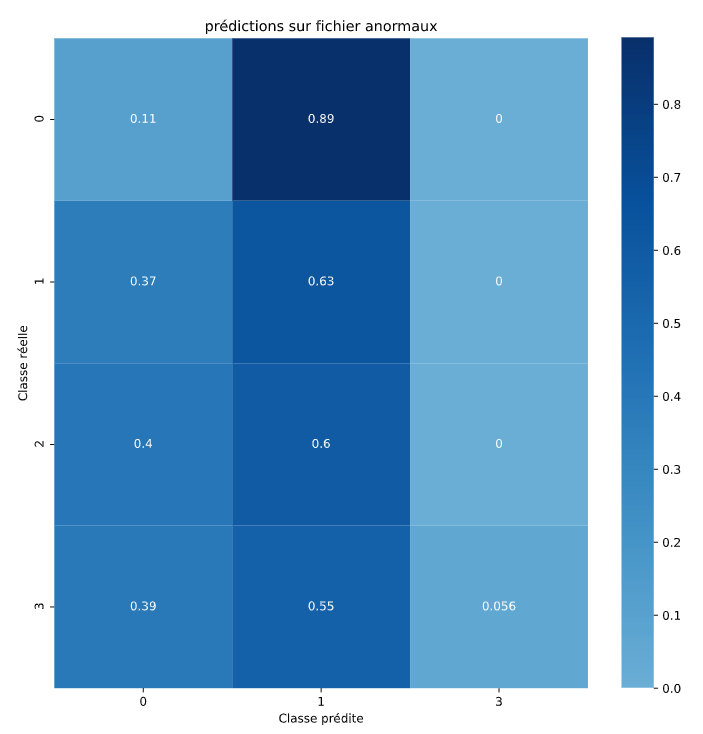 prédictions sur fichier anormaux
0 0.11 0.89 0
1 0.37 0.63 0
2 0.4 0.6 0
3 0.39 0.55 0.056
0 1 3
Classe prédite
Classe réelle
0.8
0.7
0.6
0.5
0.4
0.3
0.2
0.1
0.0